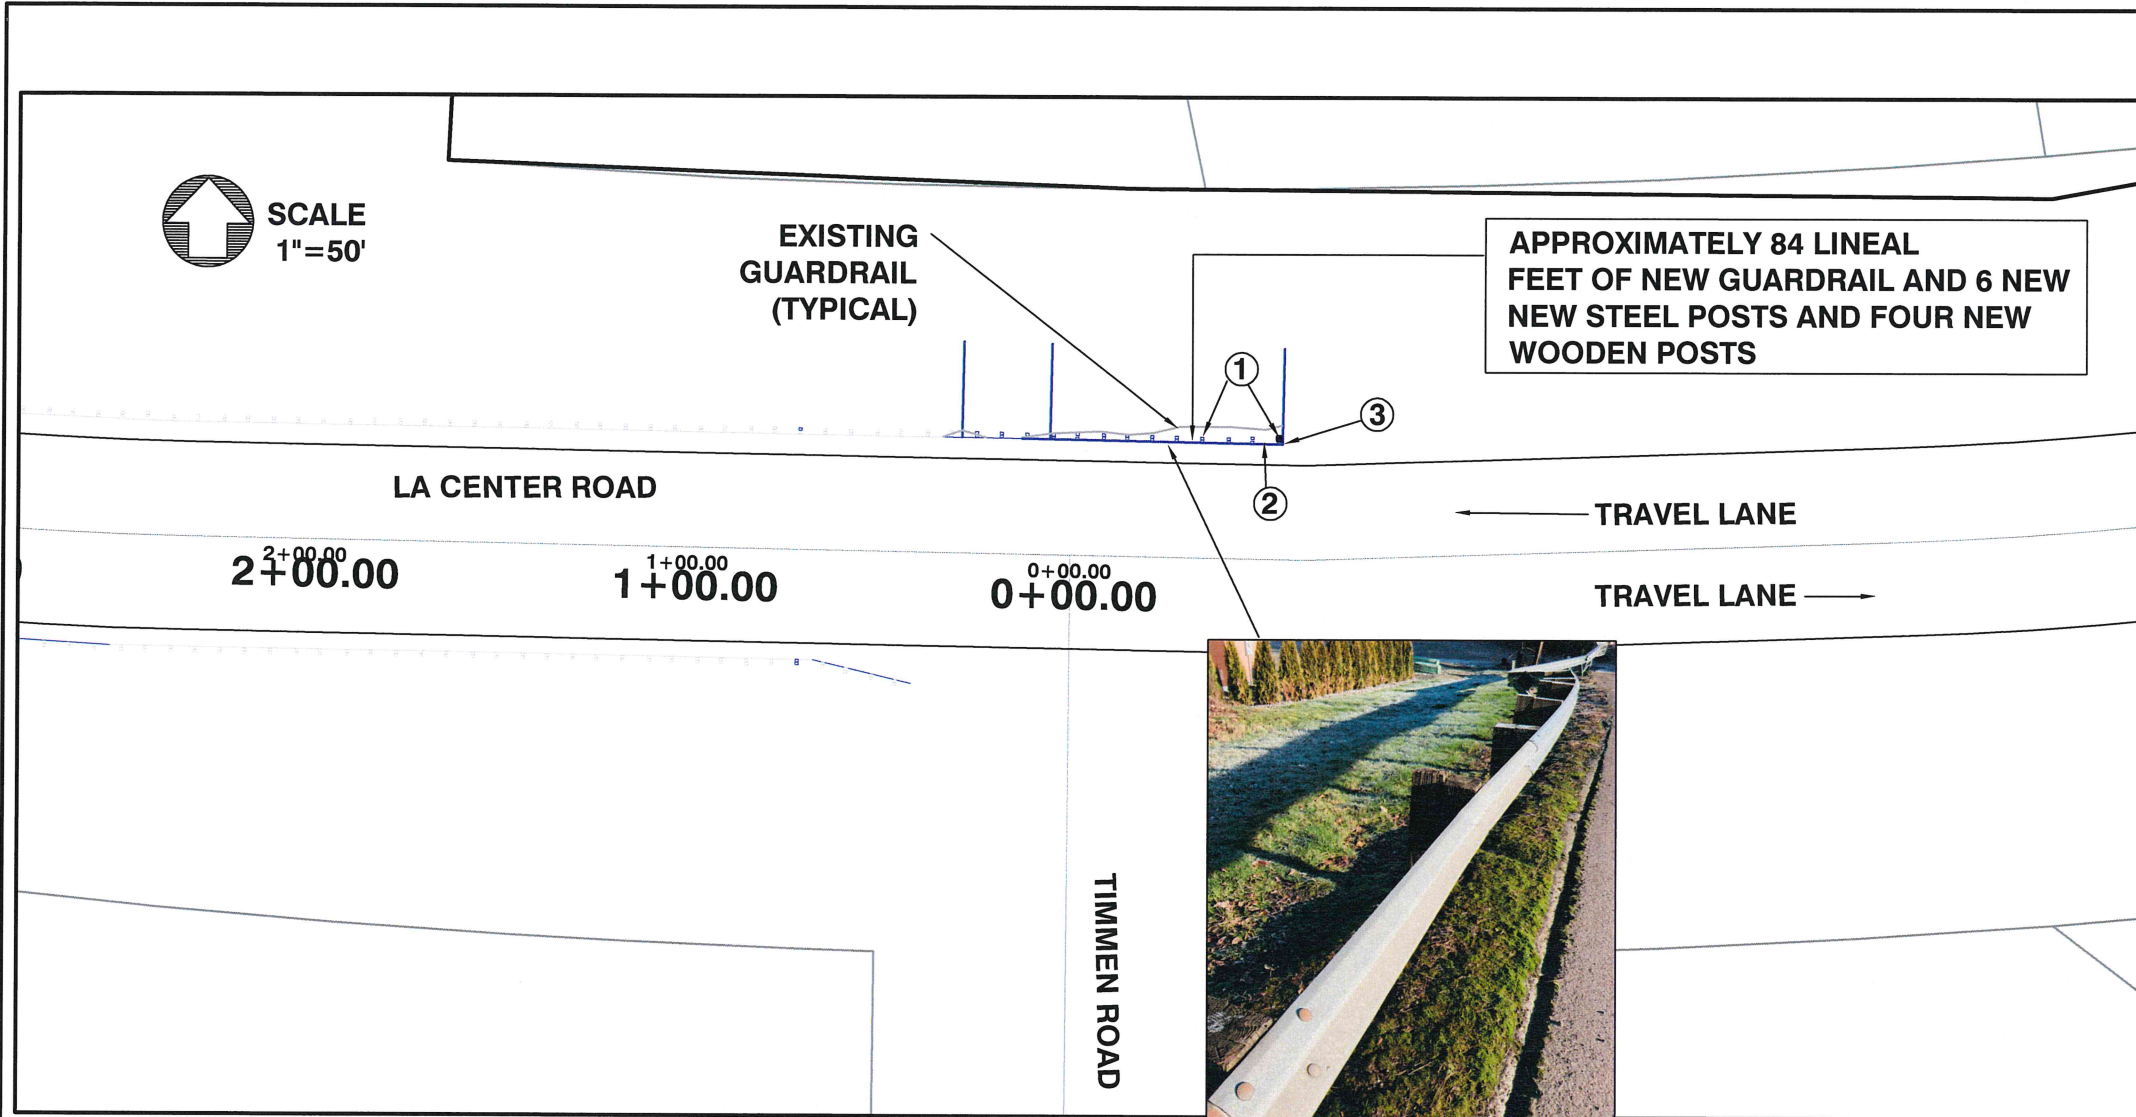 SCALE
1"=50'
EXISTING
GUARDRAIL
(TYPICAL)
APPROXIMATELY 84 LINEAL
FEET OF NEW GUARDRAIL AND 6 NEW
NEW STEEL POSTS AND FOUR NEW
WOODEN POSTS
1
3
2
LA CENTER ROAD
TRAVEL LANE
TRAVEL LANE
2+00.00
2+00.00
1+00.00
1+00.00
0+00.00
0+00.00
TIMMEN ROAD